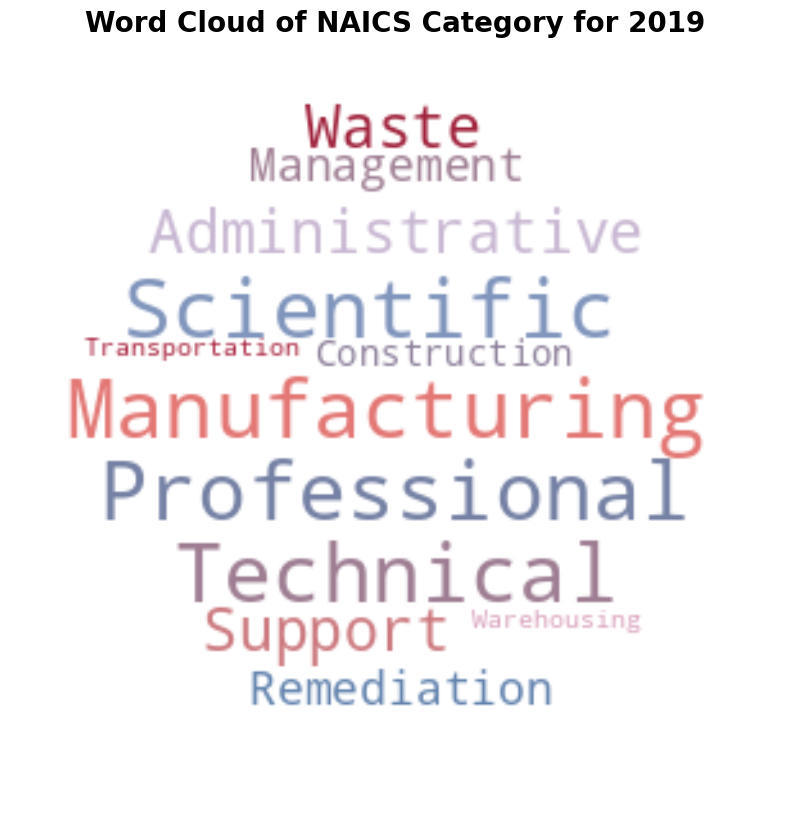 Word Cloud of NAICS Category for 2019
Waste
Management
Administrative
Scientific
Transportation Construction
Manufacturing
Professional
Technical
Support Warehousing
Remediation